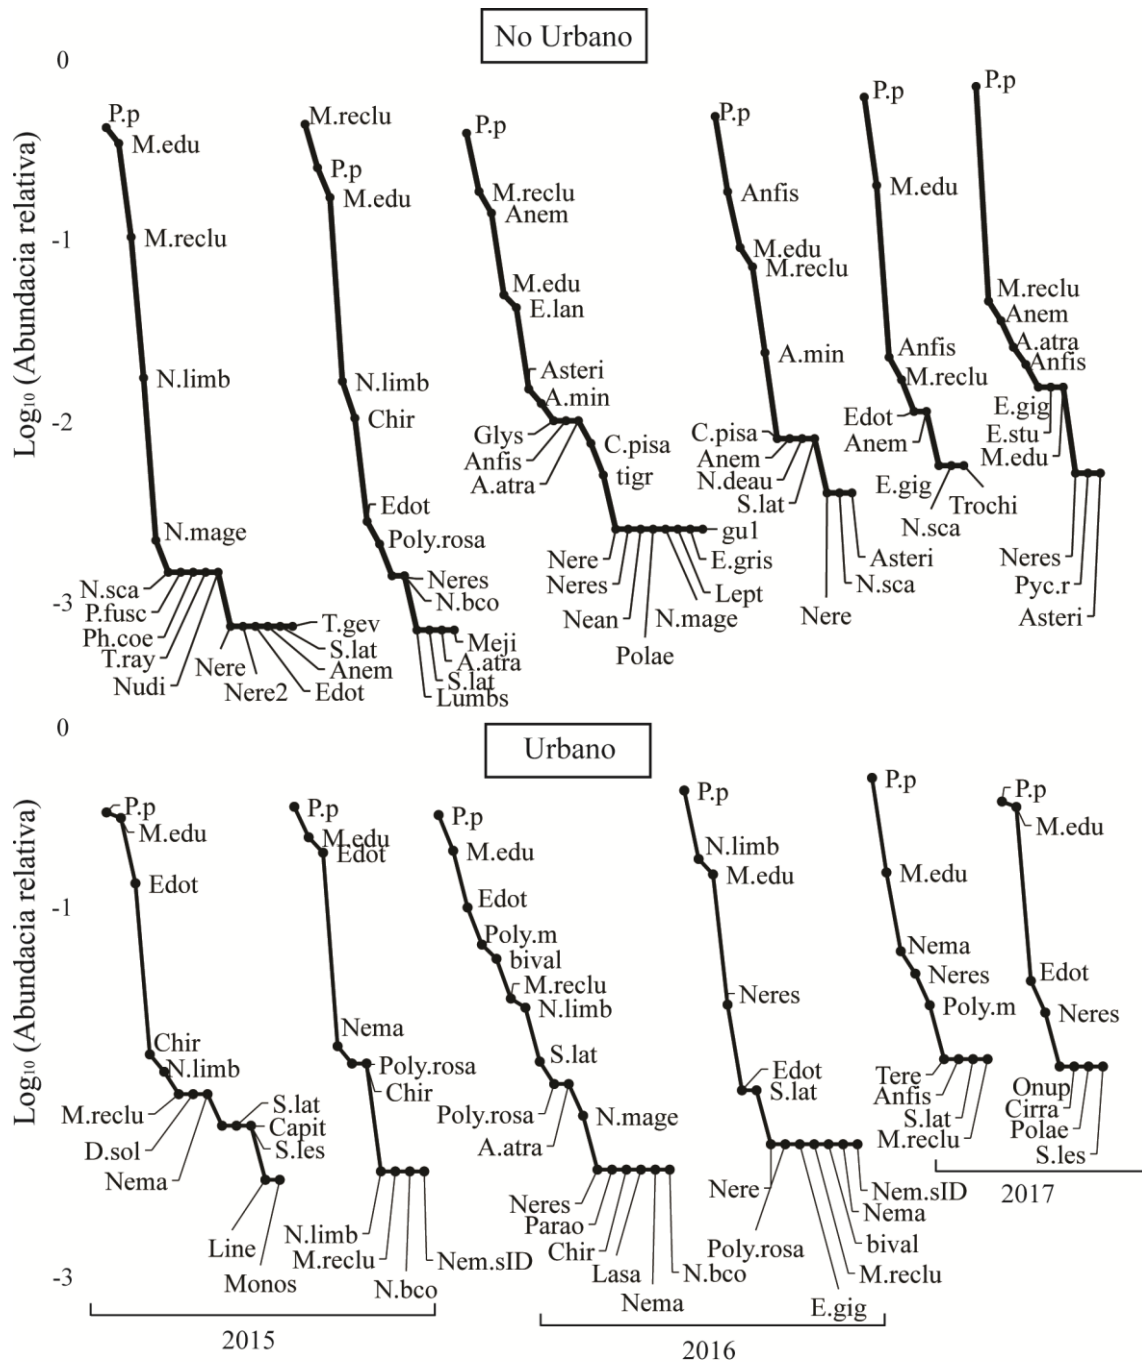 No Urbano
Log₁₀ (Abundacia relativa)
0
-1
-2
-3
P.p
M.edu
M.reclu
N.limb
N.mage
N.sca
P.fusc
Ph.coe
T.ray
Nudi
Nere
Nere2
Edot
Anem
S.lat
T.gev
M.reclu
P.p
M.edu
N.limb
Chir
Edot
Poly.rosa
Neres
N.bco
Meji
A.atra
S.lat
Lumbs
P.p
M.reclu
Anem
M.edu
E.lan
Asteri
A.min
Glys
Anfis
A.atra
C.pisa
tigr
Nere
Neres
Nean
Polae
N.mage
Lept
E.gris
gu1
P.p
Anfis
M.edu
M.reclu
A.min
C.pisa
Anem
N.deau
S.lat
Nere
N.sca
Asteri
P.p
M.edu
Anfis
M.reclu
Edot
Anem
E.gig
N.sca
Trochi
P.p
M.reclu
Anem
A.atra
Anfis
E.gig
E.stu
M.edu
Neres
Pyc.r
Asteri
Urbano
Log₁₀ (Abundacia relativa)
0
-1
-3
P.p
M.edu
Edot
Chir
N.limb
M.reclu
D.sol
Nema
S.lat
Capit
S.les
Line
Monos
P.p
M.edu
Edot
Nema
Poly.rosa
Chir
N.limb
M.reclu
N.bco
Nem.sID
P.p
M.edu
Edot
Poly.m
bival
M.reclu
N.limb
S.lat
Poly.rosa
A.atra
N.mage
Neres
Parao
Chir
Lasa
Nema
N.bco
P.p
N.limb
M.edu
Neres
Edot
S.lat
Nere
Poly.rosa
E.gig
M.reclu
bival
Nema
Nem.sID
P.p
M.edu
Nema
Neres
Poly.m
Tere
Anfis
S.lat
M.reclu
P.p
M.edu
Edot
Neres
Onup
Cirra
Polae
S.les
2015
2016
2017